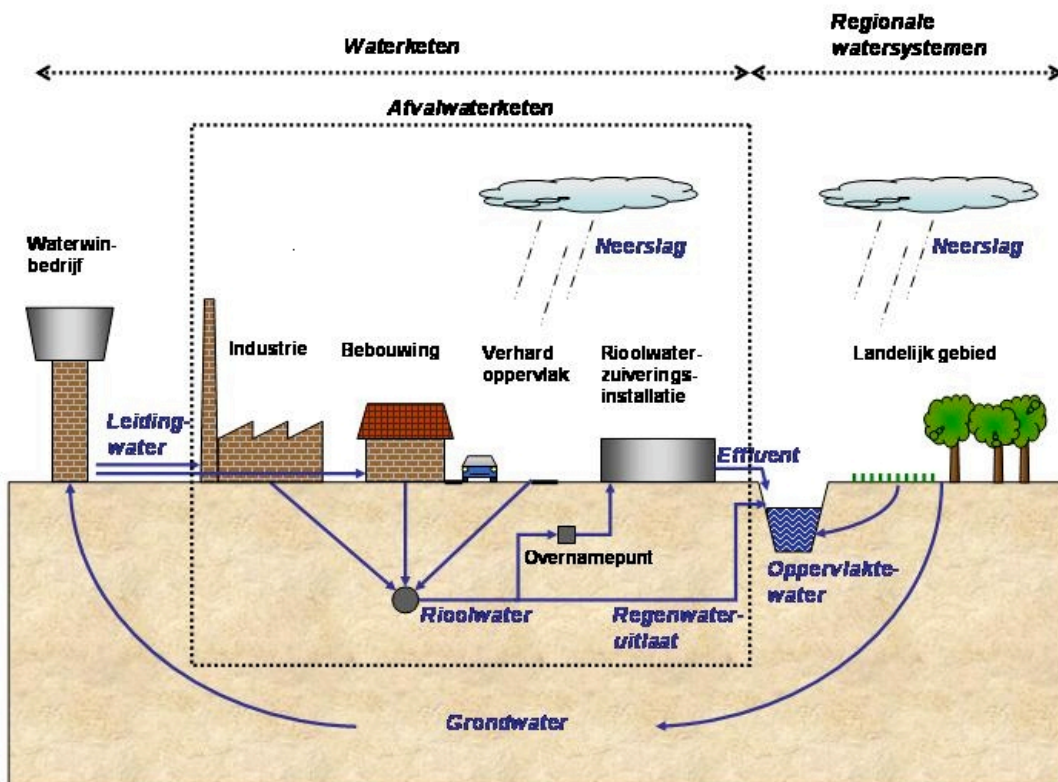 Waterketen
Regionale
watersystemen
Afvalwaterketen
Neerslag
Neerslag
Waterwin-
bedrijf
Industrie
Bebouwing
Verhard
oppervlak
Rioolwater-
zuiverings-
installatie
Landelijk gebied
Leiding-
water
Effluent
Overnamepunt
Oppervlakte-
water
Rioolwater
Regenwater-
uitlaat
Grondwater